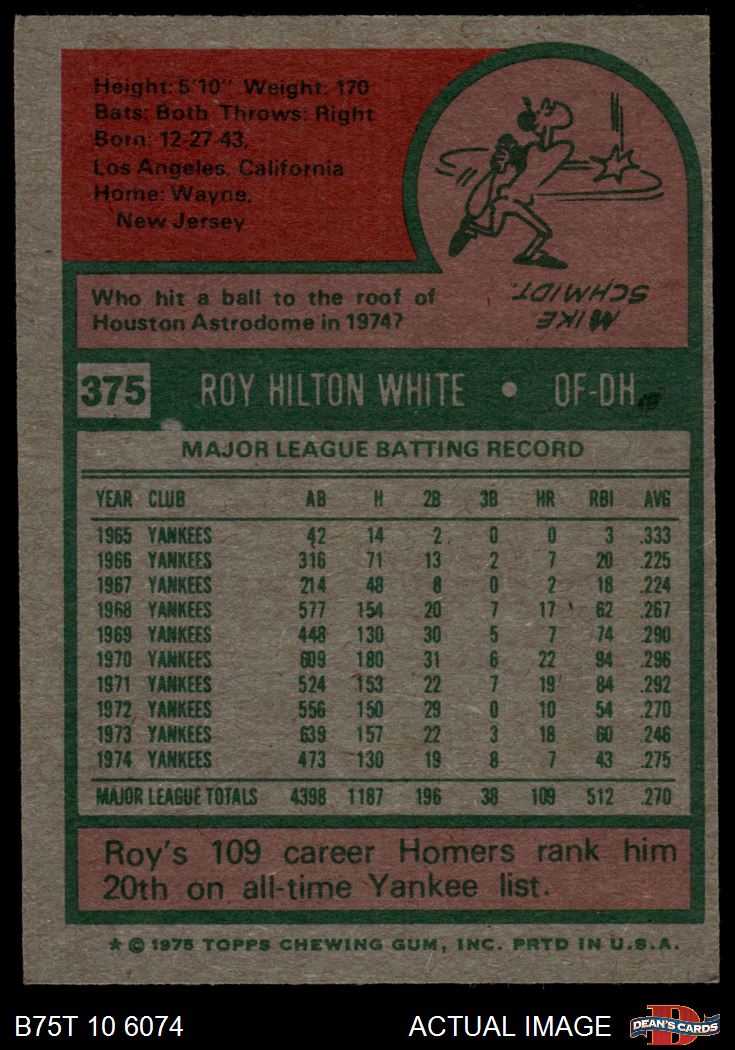 Height: 5'10" Weight: 170
Bats: Both Throws: Right
Born: 12-27-43,
Los Angeles, California
Home: Wayne,
New Jersey
Who hit a ball to the roof of
Houston Astrodome in 1974?
MIKE
SCHMIDT.
375 ROY HILTON WHITE • OF-DH
MAJOR LEAGUE BATTING RECORD
YEAR CLUB AB H 2B 3B HR RBI AVG
1965 YANKEES 42 14 2 0 0 3 .333
1966 YANKEES 316 71 13 2 7 20 .225
1967 YANKEES 214 48 8 0 2 18 .224
1968 YANKEES 577 154 20 7 17 62 .267
1969 YANKEES 448 130 30 5 7 74 .290
1970 YANKEES 609 180 31 6 22 94 .296
1971 YANKEES 524 153 22 7 19 84 .292
1972 YANKEES 556 150 29 0 10 54 .270
1973 YANKEES 639 157 22 3 18 60 .246
1974 YANKEES 473 130 19 8 7 43 .275
MAJOR LEAGUE TOTALS 4398 1187 196 38 109 512 .270
Roy's 109 career Homers rank him
20th on all-time Yankee list.
* © 1975 TOPPS CHEWING GUM, INC. PRTD IN U.S.A.
B75T 10 6074 ACTUAL IMAGE
D
DEAN'S CARDS